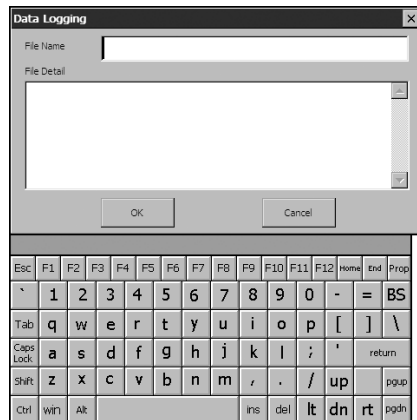 Data Logging
File Name
File Detail
OK Cancel
Esc F1 F2 F3 F4 F5 F6 F7 F8 F9 F10 F11 F12 Home End Prop
` 1 2 3 4 5 6 7 8 9 0 - = BS
Tab q w e r t y u i o p [ ] \
Caps Lock a s d f g h j k l ; ' return
Shift z x c v b n m , . / up pgup
Ctrl win Alt ins del lt dn rt pgdn